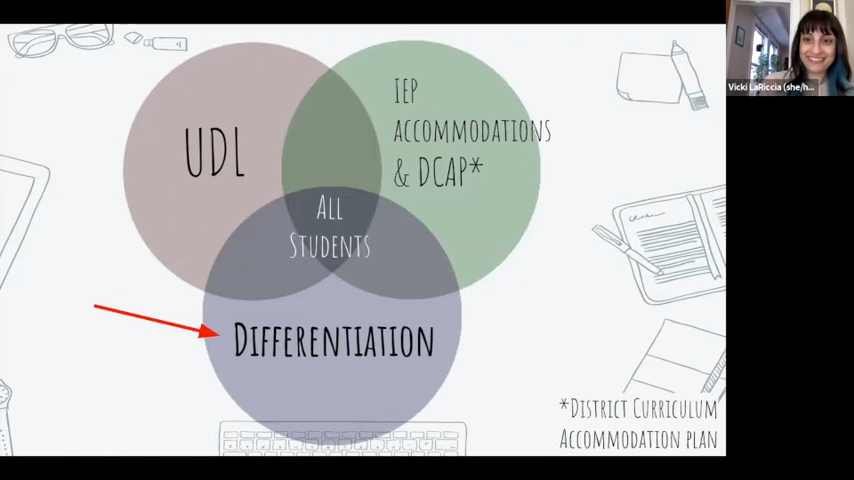 UDL
IEP
ACCOMMODATIONS
& DCAP*
ALL
STUDENTS
DIFFERENTIATION
*DISTRICT CURRICULUM
ACCOMMODATION PLAN
Vicki LaRiccia (she/h...